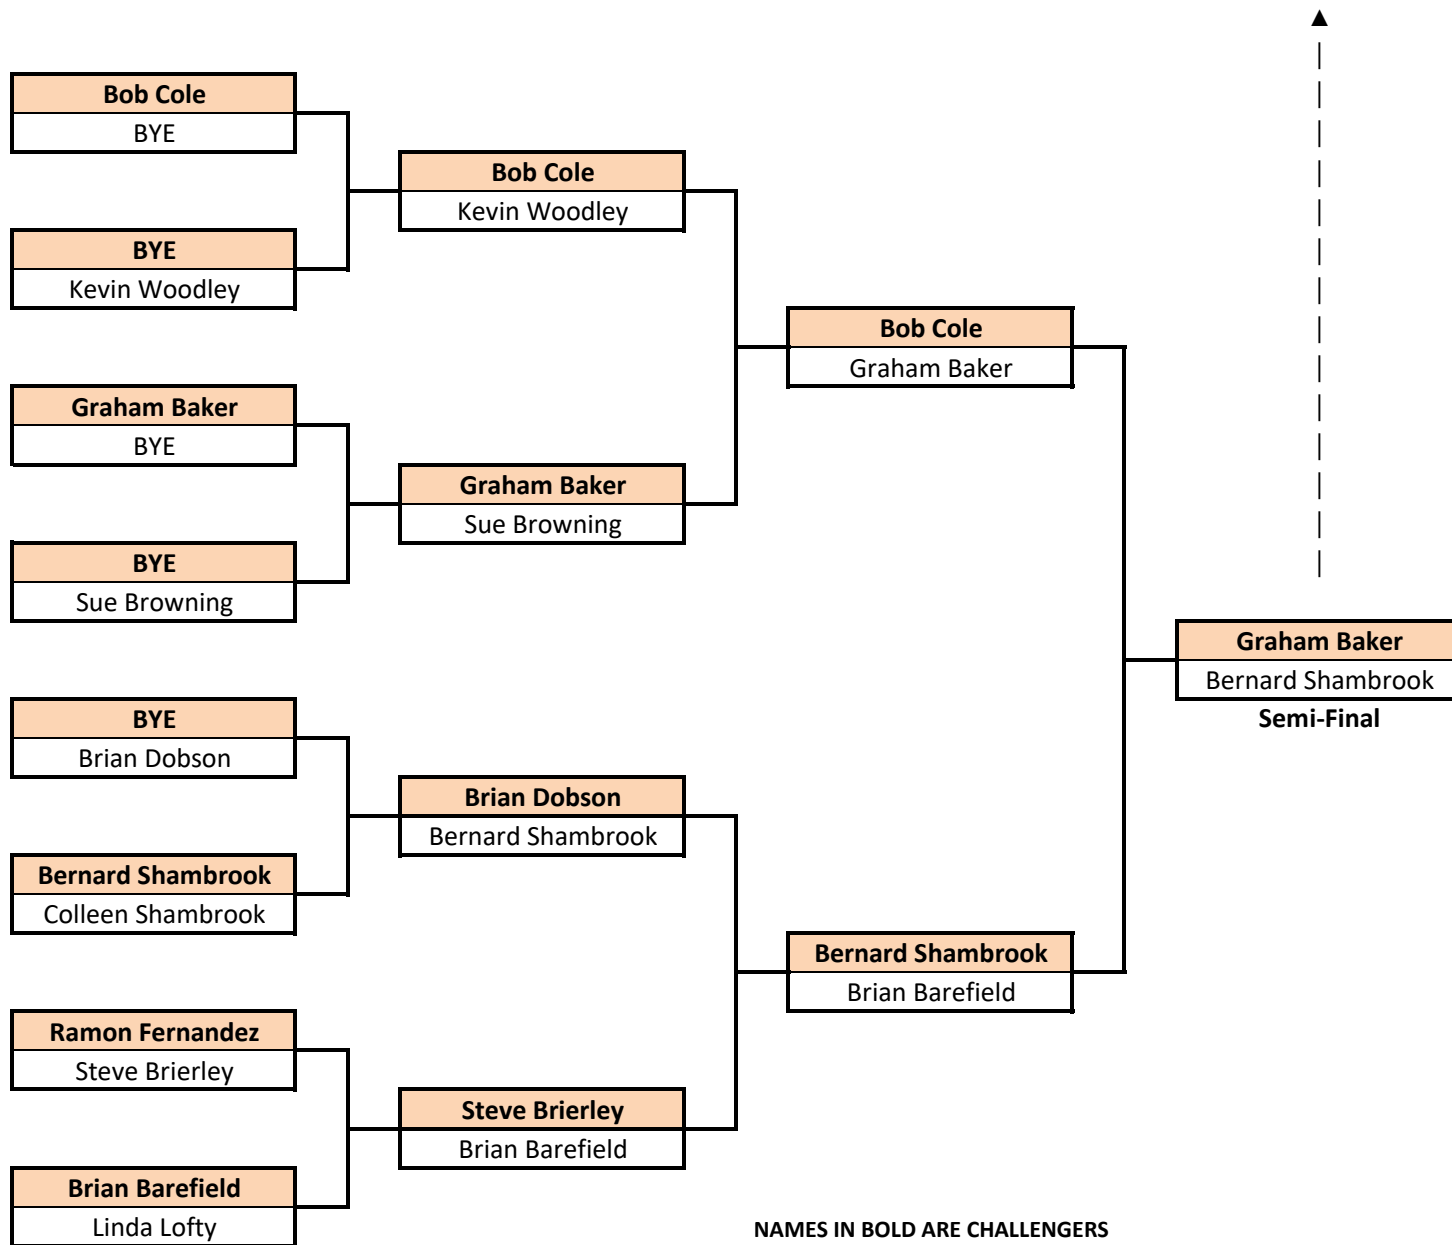 Bob Cole
BYE
BYE
Kevin Woodley
Graham Baker
BYE
BYE
Sue Browning
BYE
Brian Dobson
Bernard Shambrook
Colleen Shambrook
Ramon Fernandez
Steve Brierley
Brian Barefield
Linda Lofty
Bob Cole
Kevin Woodley
Graham Baker
Sue Browning
Brian Dobson
Bernard Shambrook
Steve Brierley
Brian Barefield
Bob Cole
Graham Baker
Bernard Shambrook
Brian Barefield
Graham Baker
Bernard Shambrook
Semi-Final
NAMES IN BOLD ARE CHALLENGERS